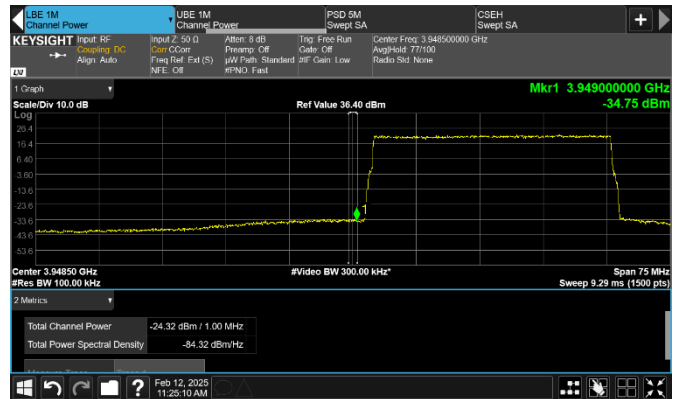 LBE 1M
Channel Power
UBE 1M
Channel Power
PSD 5M
Swept SA
CSEH
Swept SA
+
KEYSIGHT
Input: RF
Coupling: DC
Align: Auto
LXI
Input Z: 50 Ω
Corr CCorr
Freq Ref: Ext (S)
NFE: Off
Atten: 8 dB
Preamp: Off
µW Path: Standard
#PNO: Fast
Trig: Free Run
Gate: Off
#IF Gain: Low
Center Freq: 3.948500000 GHz
Avg|Hold: 77/100
Radio Std: None
1 Graph
Mkr1 3.949000000 GHz
-34.75 dBm
Scale/Div 10.0 dB
Ref Value 36.40 dBm
Log
26.4
16.4
6.40
-3.60
-13.6
-23.6
-33.6
-43.6
-53.6
1
Center 3.94850 GHz
#Video BW 300.00 kHz*
Span 75 MHz
#Res BW 100.00 kHz
Sweep 9.29 ms (1500 pts)
2 Metrics
Total Channel Power -24.32 dBm / 1.00 MHz
Total Power Spectral Density -84.32 dBm/Hz
?
Feb 12, 2025
11:25:10 AM